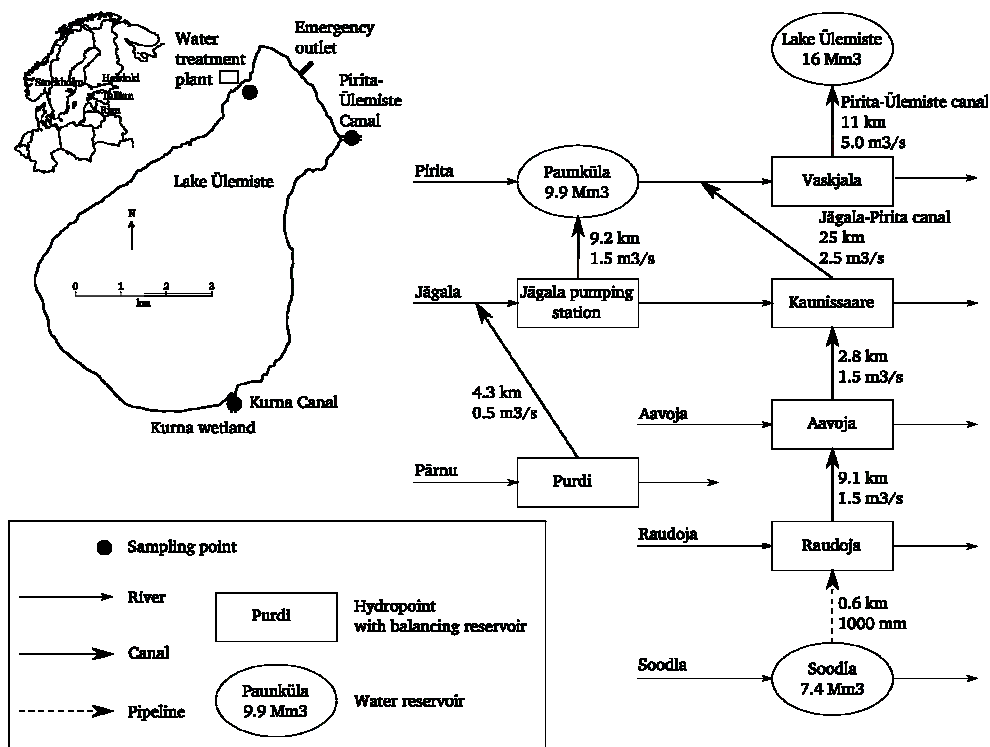 Stockholm
Helsinki
Tallinn
Riga
Water
treatment
plant
Emergency
outlet
Pirita-
Ülemiste
Canal
Lake Ülemiste
N
0 1 2 3
km
Kurna Canal
Kurna wetland
Lake Ülemiste
16 Mm3
Pirita-Ülemiste canal
11 km
5.0 m3/s
Pirita
Paunküla
9.9 Mm3
Vaskjala
Jägala-Pirita canal
25 km
2.5 m3/s
9.2 km
1.5 m3/s
Jägala
Jägala pumping
station
Kaunissaare
2.8 km
1.5 m3/s
4.3 km
0.5 m3/s
Aavoja
Aavoja
Pärnu
Purdi
9.1 km
1.5 m3/s
Raudoja
Raudoja
0.6 km
1000 mm
Soodla
Soodla
7.4 Mm3
Sampling point
River
Canal
Pipeline
Purdi
Hydropoint
with balancing reservoir
Paunküla
9.9 Mm3
Water reservoir